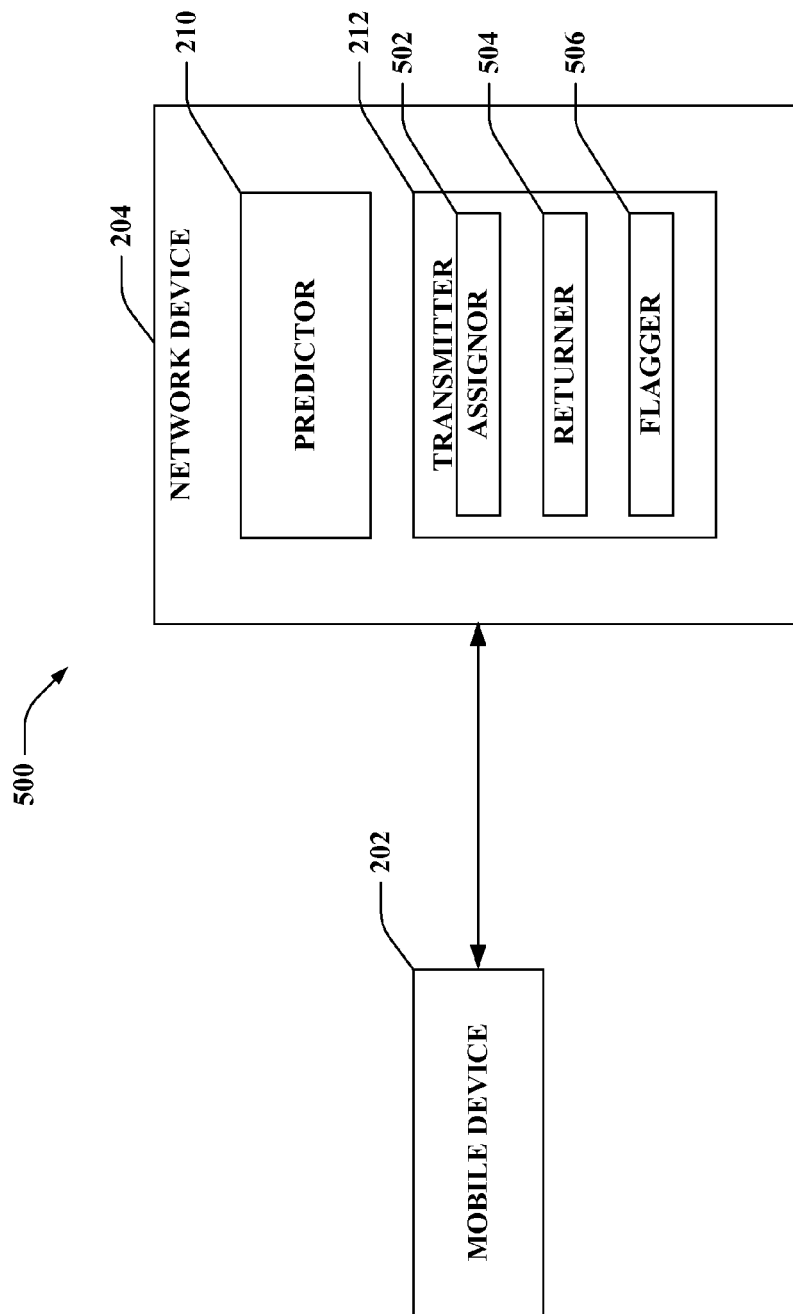 500
202
MOBILE DEVICE
204
NETWORK DEVICE
210
PREDICTOR
212
TRANSMITTER
502
ASSIGNOR
504
RETURNER
506
FLAGGER